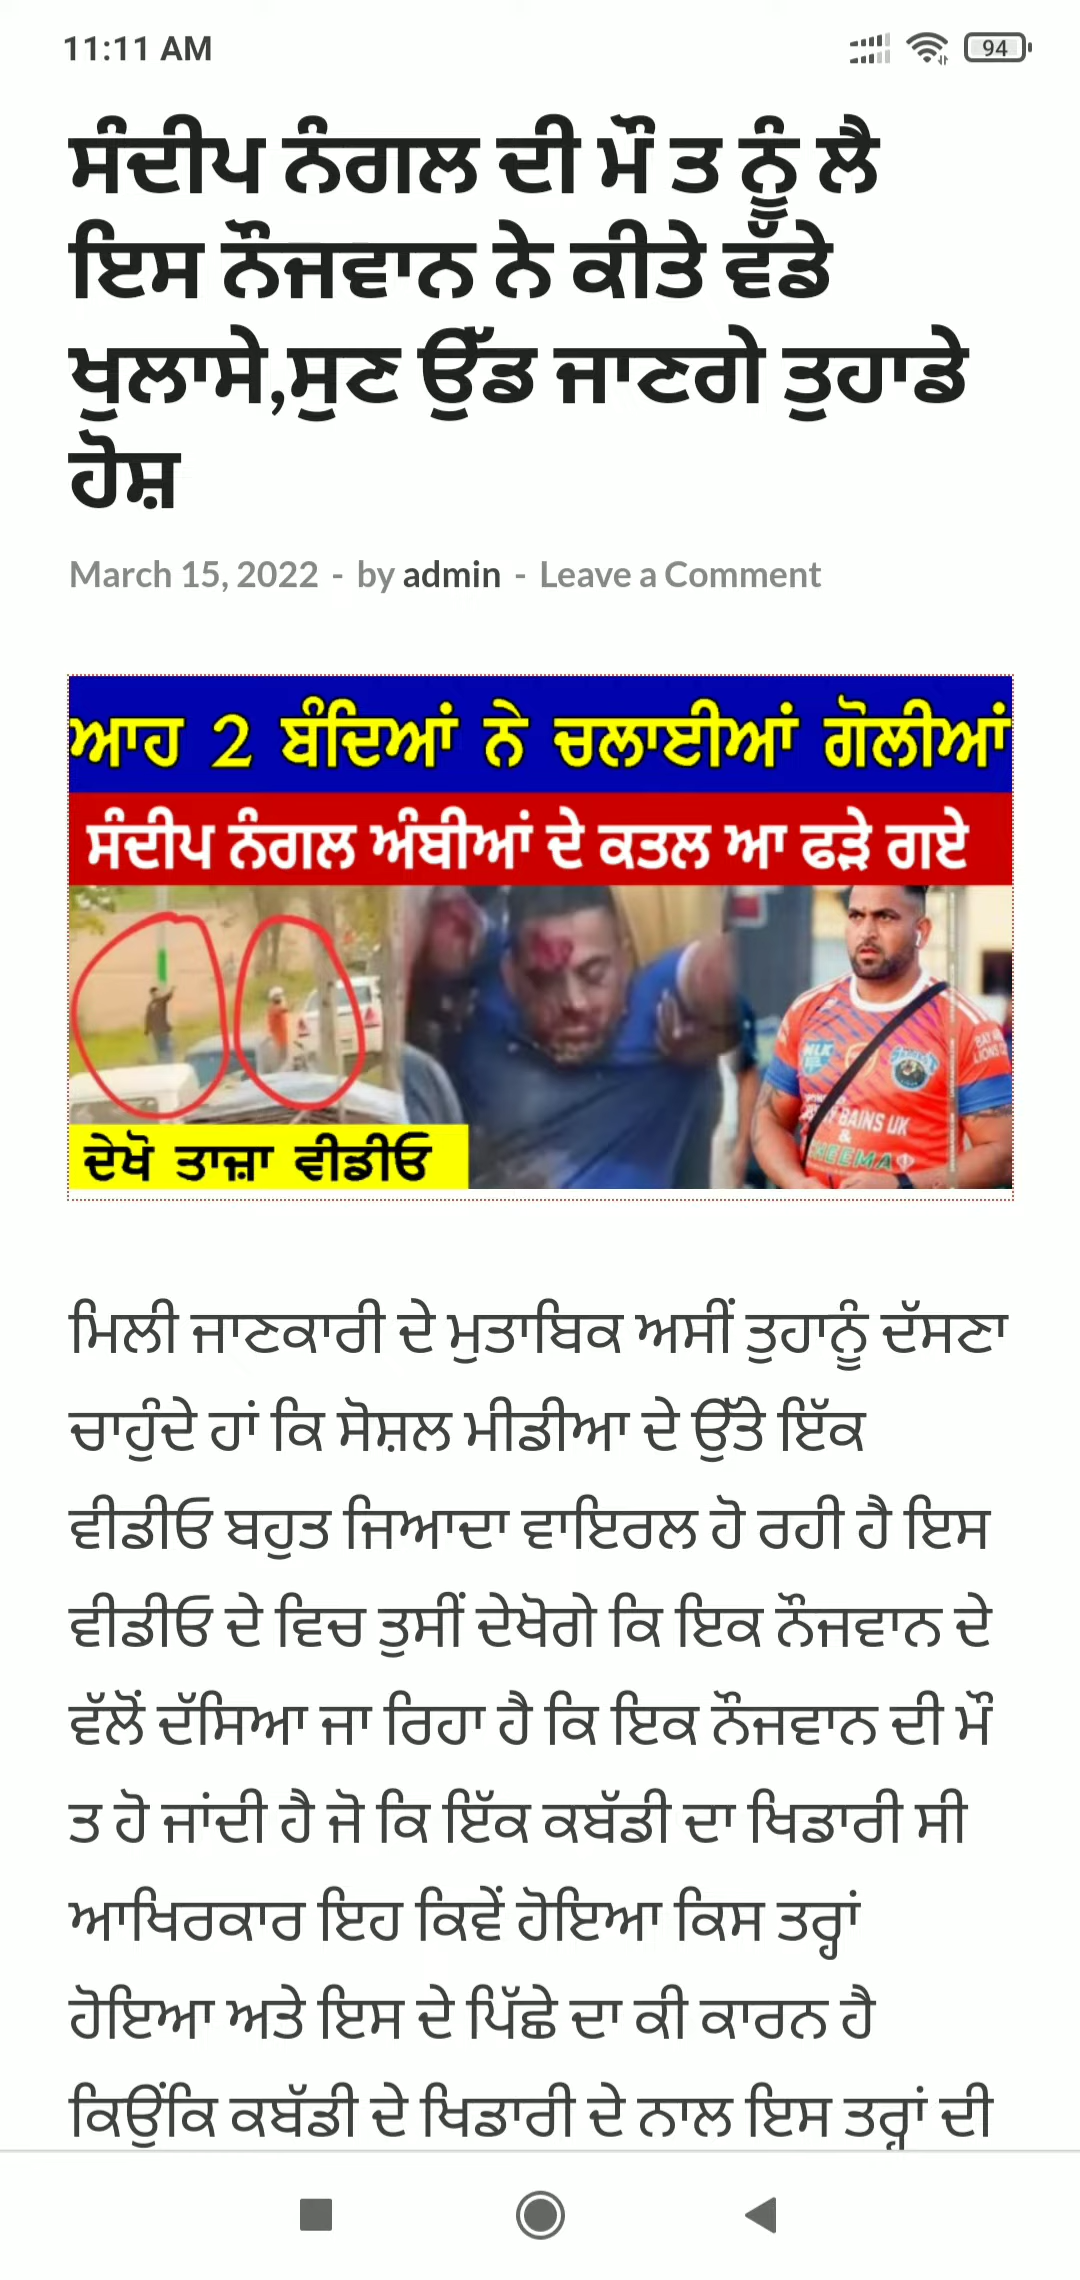 11:11 AM
94
ਸੰਦੀਪ ਨੰਗਲ ਦੀ ਮੌ ਤ ਨੂੰ ਲੈ
ਇਸ ਨੌਜਵਾਨ ਨੇ ਕੀਤੇ ਵੱਡੇ
ਖੁਲਾਸੇ,ਸੁਣ ਉੱਡ ਜਾਣਗੇ ਤੁਹਾਡੇ
ਹੋਸ਼
March 15, 2022 - by admin - Leave a Comment
ਆਹ 2 ਬੰਦਿਆਂ ਨੇ ਚਲਾਈਆਂ ਗੋਲੀਆਂ
ਸੰਦੀਪ ਨੰਗਲ ਅੰਬੀਆਂ ਦੇ ਕਤਲ ਆ ਫੜੇ ਗਏ
BAINS UK
&
ਦੇਖੋਂ ਤਾਜ਼ਾ ਵੀਡੀਓ
ਮਿਲੀ ਜਾਣਕਾਰੀ ਦੇ ਮੁਤਾਬਿਕ ਅਸੀਂ ਤੁਹਾਨੂੰ ਦੱਸਣਾ
ਚਾਹੁੰਦੇ ਹਾਂ ਕਿ ਸੋਸ਼ਲ ਮੀਡੀਆ ਦੇ ਉੱਤੇ ਇੱਕ
ਵੀਡੀਓ ਬਹੁਤ ਜਿਆਦਾ ਵਾਇਰਲ ਹੋ ਰਹੀ ਹੈ ਇਸ
ਵੀਡੀਓ ਦੇ ਵਿਚ ਤੁਸੀਂ ਦੇਖੋਗੇ ਕਿ ਇਕ ਨੌਜਵਾਨ ਦੇ
ਵੱਲੋਂ ਦੱਸਿਆ ਜਾ ਰਿਹਾ ਹੈ ਕਿ ਇਕ ਨੌਜਵਾਨ ਦੀ ਮੌ
ਤ ਹੋ ਜਾਂਦੀ ਹੈ ਜੋ ਕਿ ਇੱਕ ਕਬੱਡੀ ਦਾ ਖਿਡਾਰੀ ਸੀ
ਆਖਿਰਕਾਰ ਇਹ ਕਿਵੇਂ ਹੋਇਆ ਕਿਸ ਤਰ੍ਹਾਂ
ਹੋਇਆ ਅਤੇ ਇਸ ਦੇ ਪਿੱਛੇ ਦਾ ਕੀ ਕਾਰਨ ਹੈ
ਕਿਉਂਕਿ ਕਬੱਡੀ ਦੇ ਖਿਡਾਰੀ ਦੇ ਨਾਲ ਇਸ ਤਰ੍ਹਾਂ ਦੀ